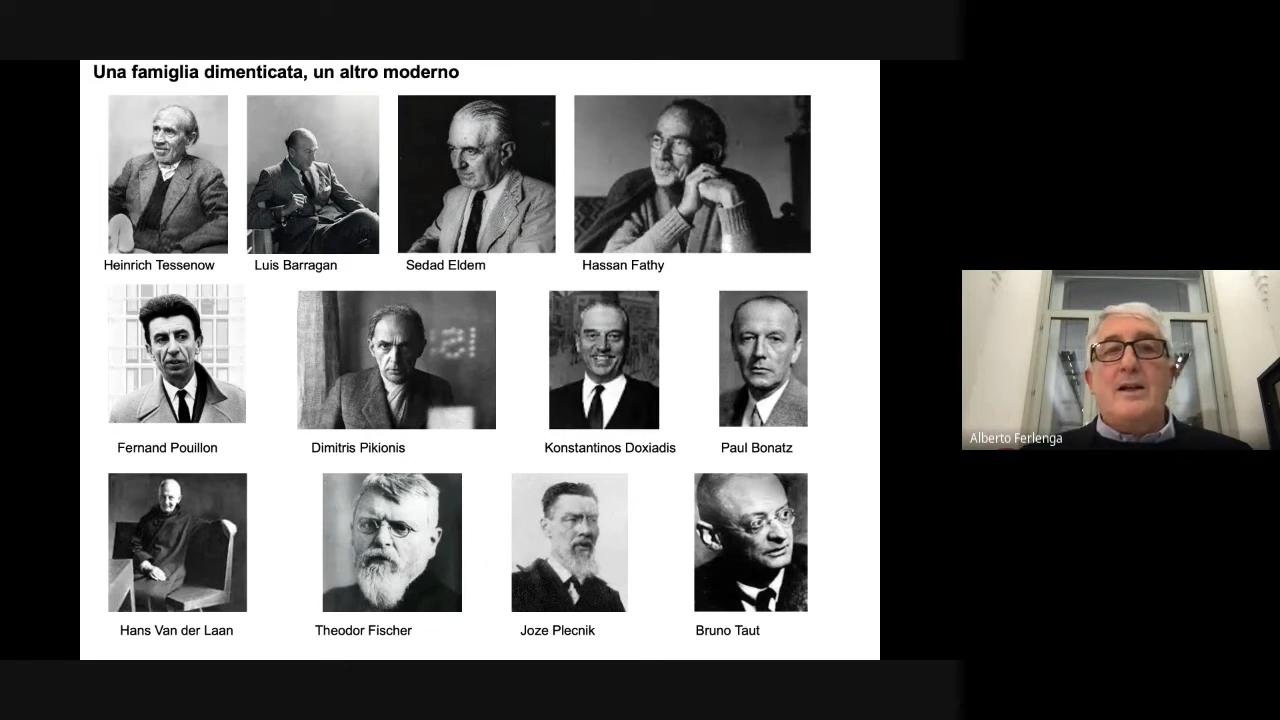 Una famiglia dimenticata, un altro moderno
Heinrich Tessenow
Luis Barragan
Sedad Eldem
Hassan Fathy
Fernand Pouillon
Dimitris Pikionis
Konstantinos Doxiadis
Paul Bonatz
Hans Van der Laan
Theodor Fischer
Joze Plecnik
Bruno Taut
Alberto Ferlenga